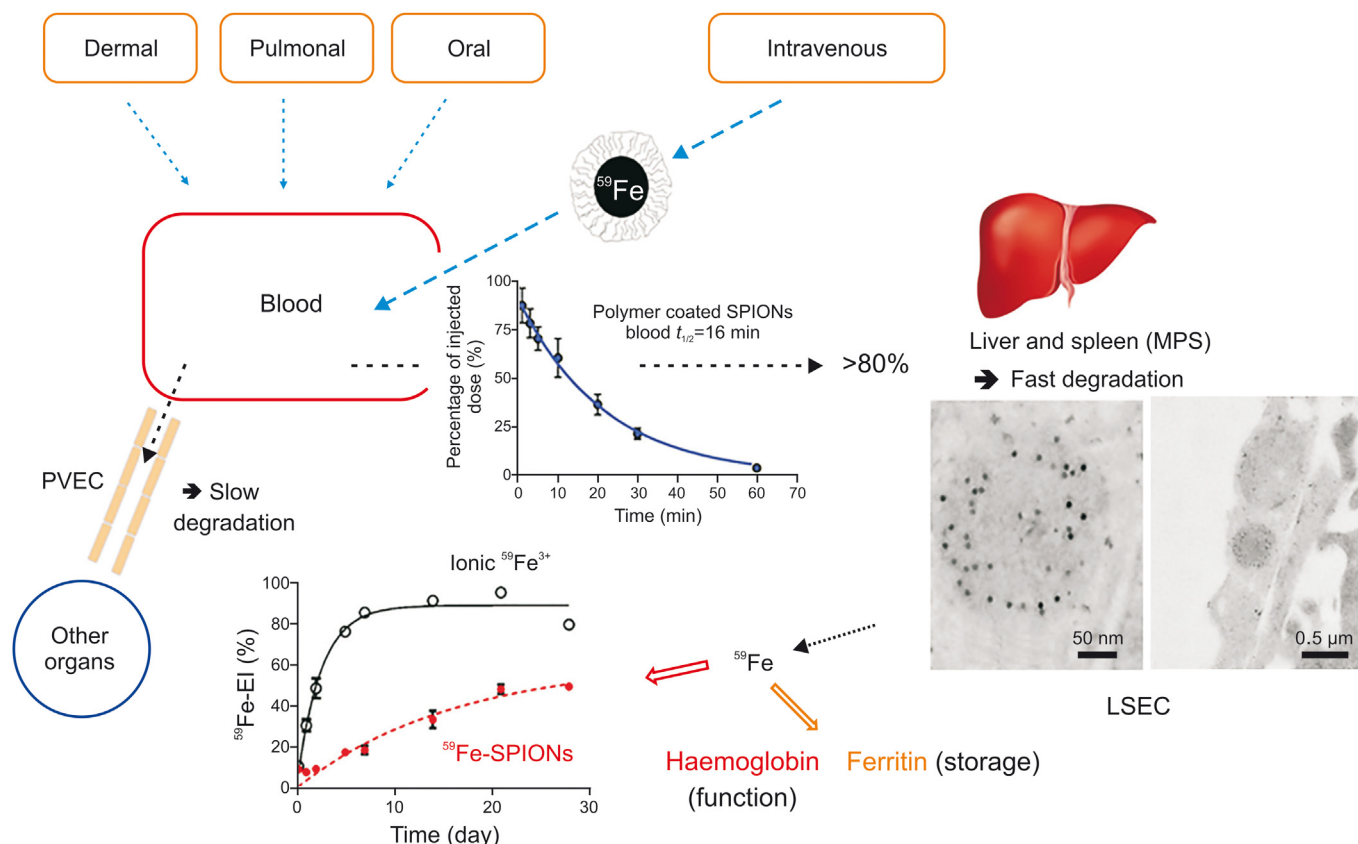 Dermal
Pulmonal
Oral
Intravenous
⁵⁹Fe
Blood
Percentage of injected
dose (%)
100
75
50
25
0
0 10 20 30 40 50 60 70
Time (min)
Polymer coated SPIONs
blood t₁/₂=16 min
>80%
Liver and spleen (MPS)
➔ Fast degradation
PVEC
➔ Slow
degradation
Other
organs
Ionic ⁵⁹Fe³⁺
⁵⁹Fe-EI (%)
100
80
60
40
20
0
0 10 20 30
Time (day)
⁵⁹Fe-SPIONs
⁵⁹Fe
Haemoglobin
(function)
Ferritin (storage)
50 nm
0.5 µm
LSEC